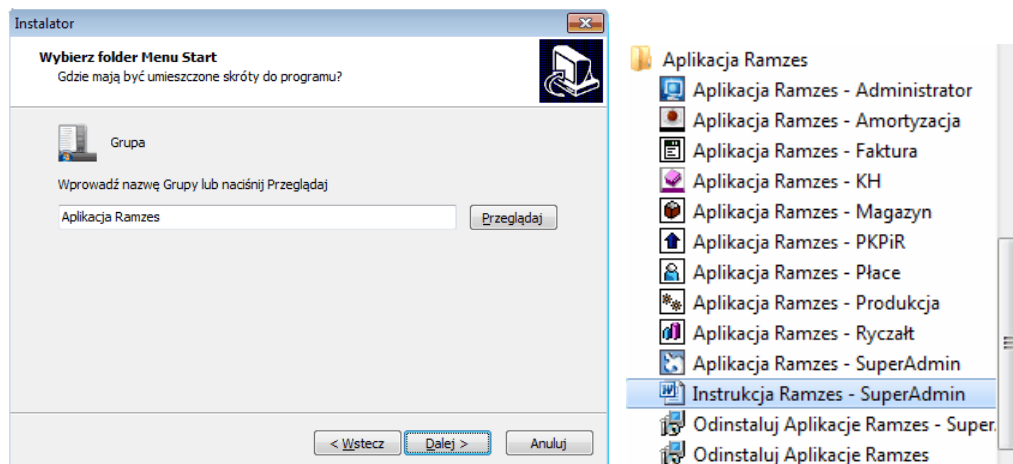 Instalator
Wybierz folder Menu Start
Gdzie mają być umieszczone skróty do programu?
Grupa
Wprowadź nazwę Grupy lub naciśnij Przeglądaj
Aplikacja Ramzes
Przeglądaj
< Wstecz
Dalej >
Anuluj
Aplikacja Ramzes
Aplikacja Ramzes - Administrator
Aplikacja Ramzes - Amortyzacja
Aplikacja Ramzes - Faktura
Aplikacja Ramzes - KH
Aplikacja Ramzes - Magazyn
Aplikacja Ramzes - PKPiR
Aplikacja Ramzes - Płace
Aplikacja Ramzes - Produkcja
Aplikacja Ramzes - Ryczałt
Aplikacja Ramzes - SuperAdmin
Instrukcja Ramzes - SuperAdmin
Odinstaluj Aplikacje Ramzes - Super.
Odinstaluj Aplikacje Ramzes